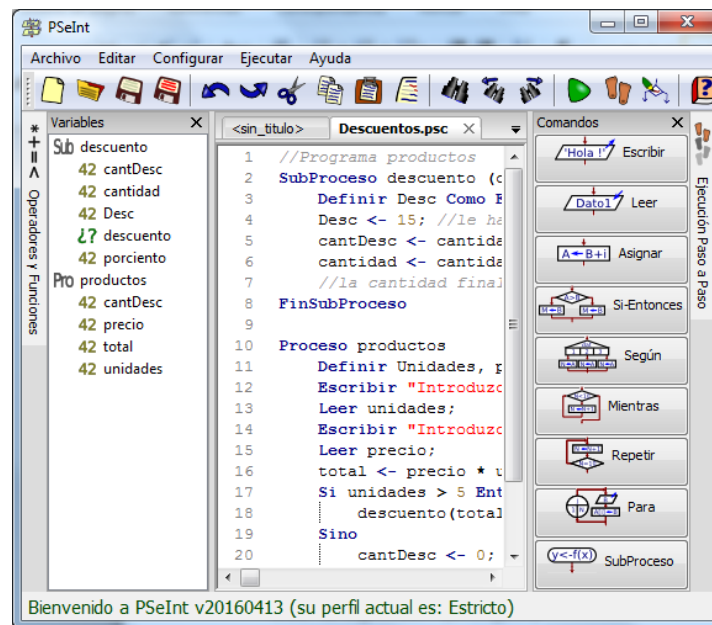 PSeInt
Archivo Editar Configurar Ejecutar Ayuda
* + = < Operadores y Funciones
Variables X
Sub descuento
42 cantDesc
42 cantidad
42 Desc
¿? descuento
42 porciento
Pro productos
42 cantDesc
42 precio
42 total
42 unidades
<sin_titulo> Descuentos.psc X
1 //Programa productos
2 SubProceso descuento (c
3 Definir Desc Como E
4 Desc <- 15; //le ha
5 cantDesc <- cantida
6 cantidad <- cantida
7 //la cantidad final
8 FinSubProceso
9
10 Proceso productos
11 Definir Unidades, p
12 Escribir "Introduzc
13 Leer unidades;
14 Escribir "Introduzc
15 Leer precio;
16 total <- precio * u
17 Si unidades > 5 Ent
18 descuento(total
19 Sino
20 cantDesc <- 0;
Comandos X
'Hola !' Escribir
Dato1 Leer
A←B+i Asignar
A>B Si-Entonces
Según
Mientras
Repetir
Para
y<-f(x) SubProceso
Ejecución Paso a Paso
Bienvenido a PSeInt v20160413 (su perfil actual es: Estricto)